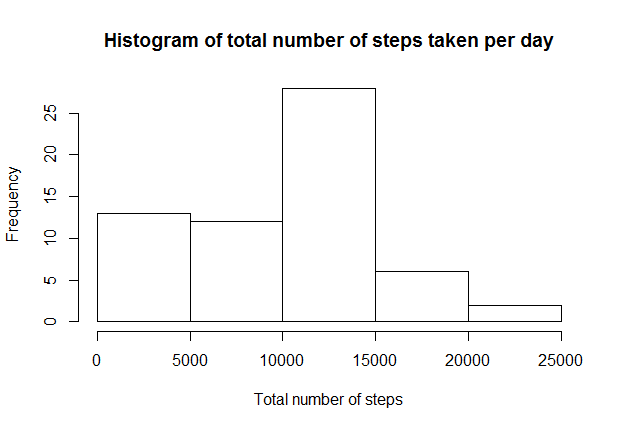 Histogram of total number of steps taken per day
Frequency
25
20
15
10
5
0
0 5000 10000 15000 20000 25000
Total number of steps